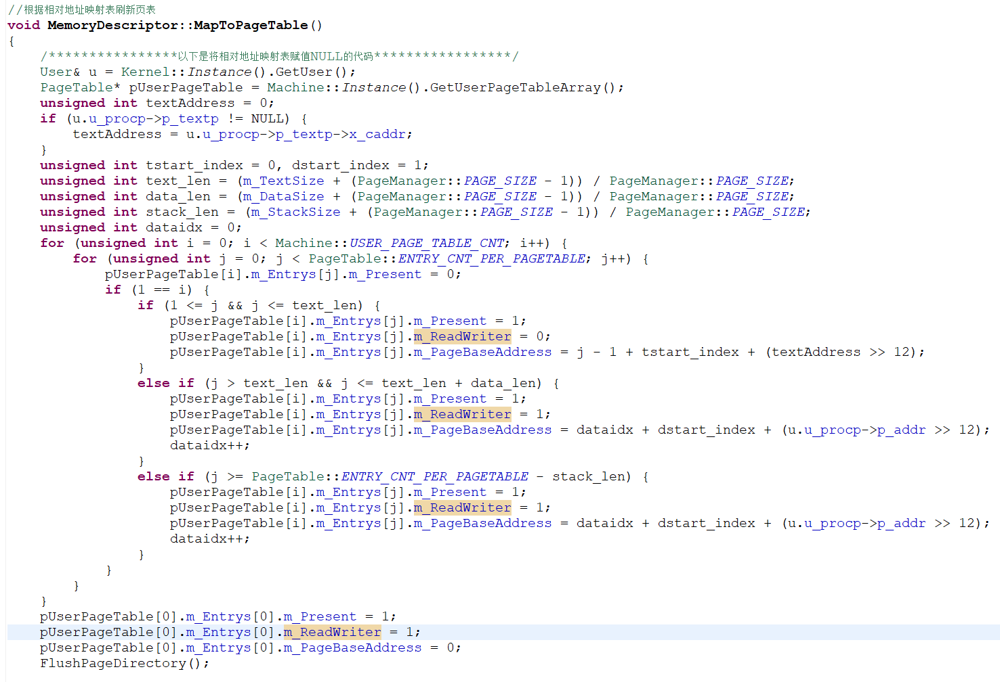 //根据相对地址映射表刷新页表
void MemoryDescriptor::MapToPageTable()
{
    /****************以下是将相对地址映射表赋值NULL的代码*****************/
    User& u = Kernel::Instance().GetUser();
    PageTable* pUserPageTable = Machine::Instance().GetUserPageTableArray();
    unsigned int textAddress = 0;
    if (u.u_procp->p_textp != NULL) {
        textAddress = u.u_procp->p_textp->x_caddr;
    }
    unsigned int tstart_index = 0, dstart_index = 1;
    unsigned int text_len = (m_TextSize + (PageManager::PAGE_SIZE - 1)) / PageManager::PAGE_SIZE;
    unsigned int data_len = (m_DataSize + (PageManager::PAGE_SIZE - 1)) / PageManager::PAGE_SIZE;
    unsigned int stack_len = (m_StackSize + (PageManager::PAGE_SIZE - 1)) / PageManager::PAGE_SIZE;
    unsigned int dataidx = 0;
    for (unsigned int i = 0; i < Machine::USER_PAGE_TABLE_CNT; i++) {
        for (unsigned int j = 0; j < PageTable::ENTRY_CNT_PER_PAGETABLE; j++) {
            pUserPageTable[i].m_Entrys[j].m_Present = 0;
            if (1 == i) {
                if (1 <= j && j <= text_len) {
                    pUserPageTable[i].m_Entrys[j].m_Present = 1;
                    pUserPageTable[i].m_Entrys[j].m_ReadWriter = 0;
                    pUserPageTable[i].m_Entrys[j].m_PageBaseAddress = j - 1 + tstart_index + (textAddress >> 12);
                }
                else if (j > text_len && j <= text_len + data_len) {
                    pUserPageTable[i].m_Entrys[j].m_Present = 1;
                    pUserPageTable[i].m_Entrys[j].m_ReadWriter = 1;
                    pUserPageTable[i].m_Entrys[j].m_PageBaseAddress = dataidx + dstart_index + (u.u_procp->p_addr >> 12);
                    dataidx++;
                }
                else if (j >= PageTable::ENTRY_CNT_PER_PAGETABLE - stack_len) {
                    pUserPageTable[i].m_Entrys[j].m_Present = 1;
                    pUserPageTable[i].m_Entrys[j].m_ReadWriter = 1;
                    pUserPageTable[i].m_Entrys[j].m_PageBaseAddress = dataidx + dstart_index + (u.u_procp->p_addr >> 12);
                    dataidx++;
                }
            }
        }
    }
    pUserPageTable[0].m_Entrys[0].m_Present = 1;
    pUserPageTable[0].m_Entrys[0].m_ReadWriter = 1;
    pUserPageTable[0].m_Entrys[0].m_PageBaseAddress = 0;
    FlushPageDirectory();